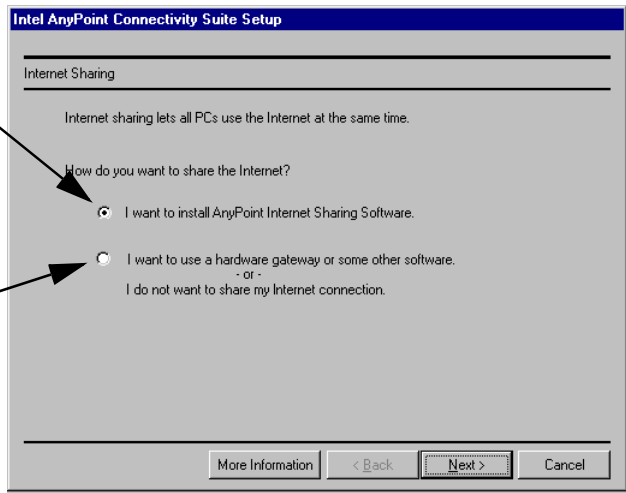 Intel AnyPoint Connectivity Suite Setup
Internet Sharing
Internet sharing lets all PCs use the Internet at the same time.
How do you want to share the Internet?
I want to install AnyPoint Internet Sharing Software.
I want to use a hardware gateway or some other software.
- or -
I do not want to share my Internet connection.
More Information < Back Next > Cancel